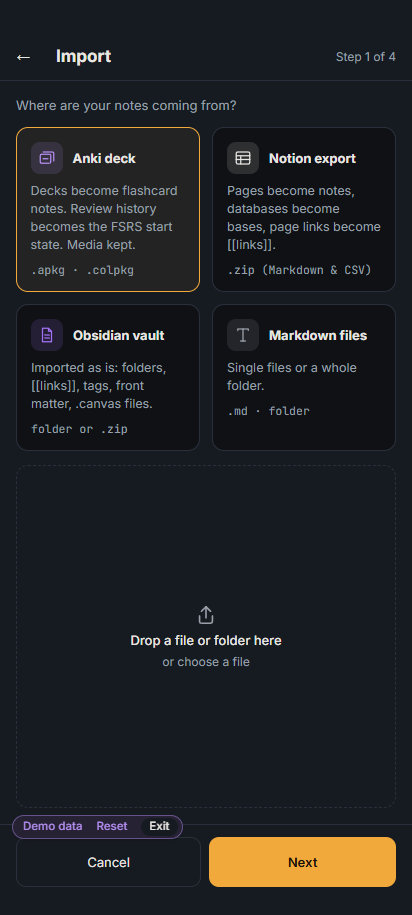 ← Import Step 1 of 4
Where are your notes coming from?
Anki deck
Decks become flashcard
notes. Review history
becomes the FSRS start
state. Media kept.
.apkg · .colpkg
Notion export
Pages become notes,
databases become
bases, page links become
[[links]].
.zip (Markdown & CSV)
Obsidian vault
Imported as is: folders,
[[links]], tags, front
matter, .canvas files.
folder or .zip
Markdown files
Single files or a whole
folder.
.md · folder
Drop a file or folder here
or choose a file
Demo data Reset Exit
Cancel Next